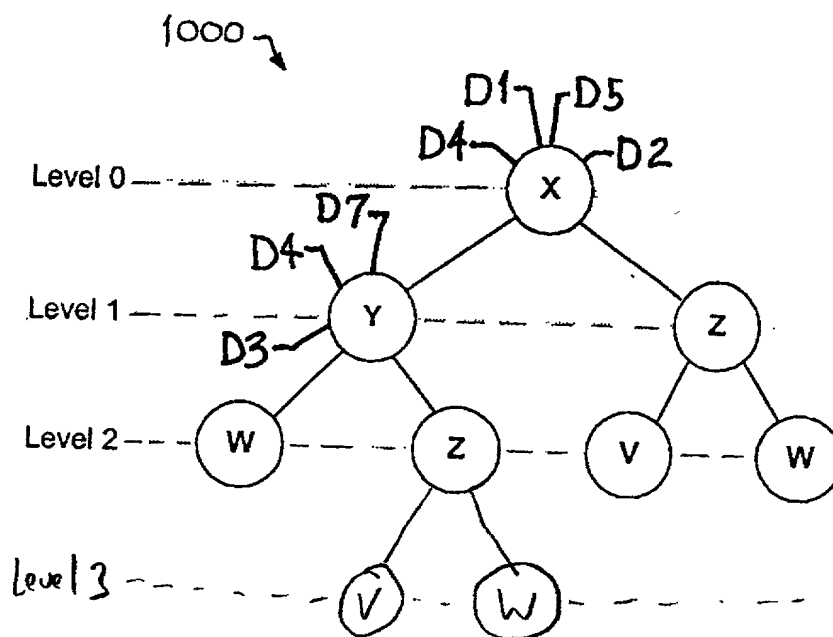 1000
D1 D5
D4 D2
Level 0 X
D7
D4
Level 1 Y Z
D3
Level 2 W Z V W
Level 3 V W